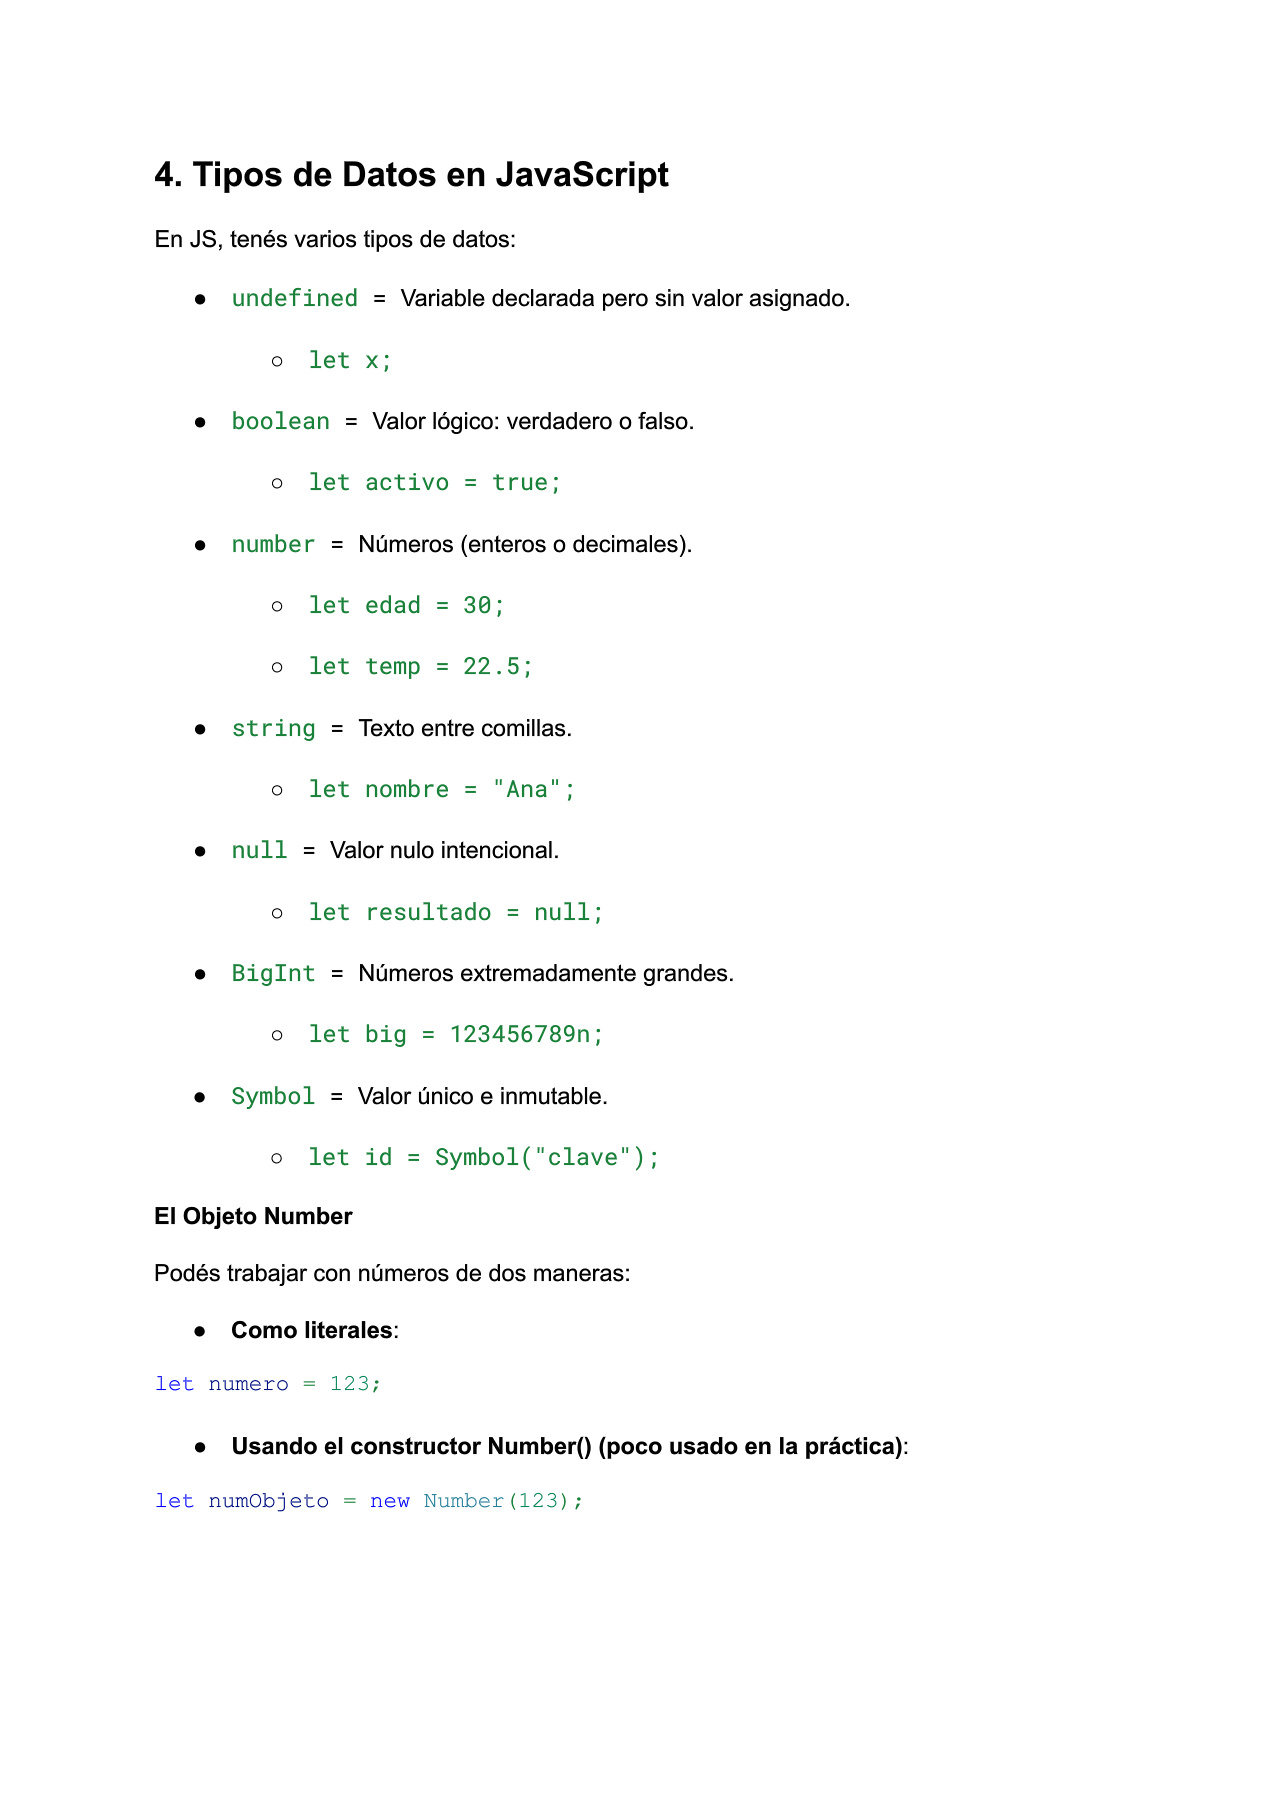 4. Tipos de Datos en JavaScript
En JS, tenés varios tipos de datos:
● undefined = Variable declarada pero sin valor asignado.
○ let x;
● boolean = Valor lógico: verdadero o falso.
○ let activo = true;
● number = Números (enteros o decimales).
○ let edad = 30;
○ let temp = 22.5;
● string = Texto entre comillas.
○ let nombre = "Ana";
● null = Valor nulo intencional.
○ let resultado = null;
● BigInt = Números extremadamente grandes.
○ let big = 123456789n;
● Symbol = Valor único e inmutable.
○ let id = Symbol("clave");
El Objeto Number
Podés trabajar con números de dos maneras:
● Como literales:
let numero = 123;
● Usando el constructor Number() (poco usado en la práctica):
let numObjeto = new Number(123);